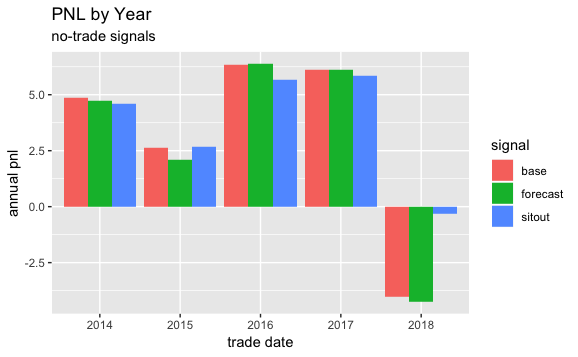 PNL by Year
no-trade signals
annual pnl
5.0
2.5
0.0
-2.5
2014 2015 2016 2017 2018
trade date
signal
base
forecast
sitout